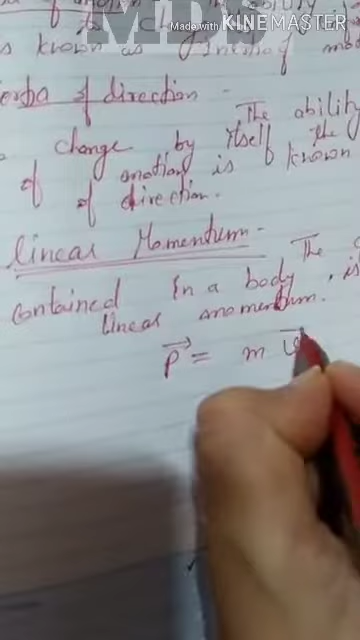 Made with KINEMASTER
is known as Inertia of
of direction -
The ability
change by itself the
of motion is known
of direction.
Linear Momentum -
The
contained in a body, is
linear momentum.
P = m v